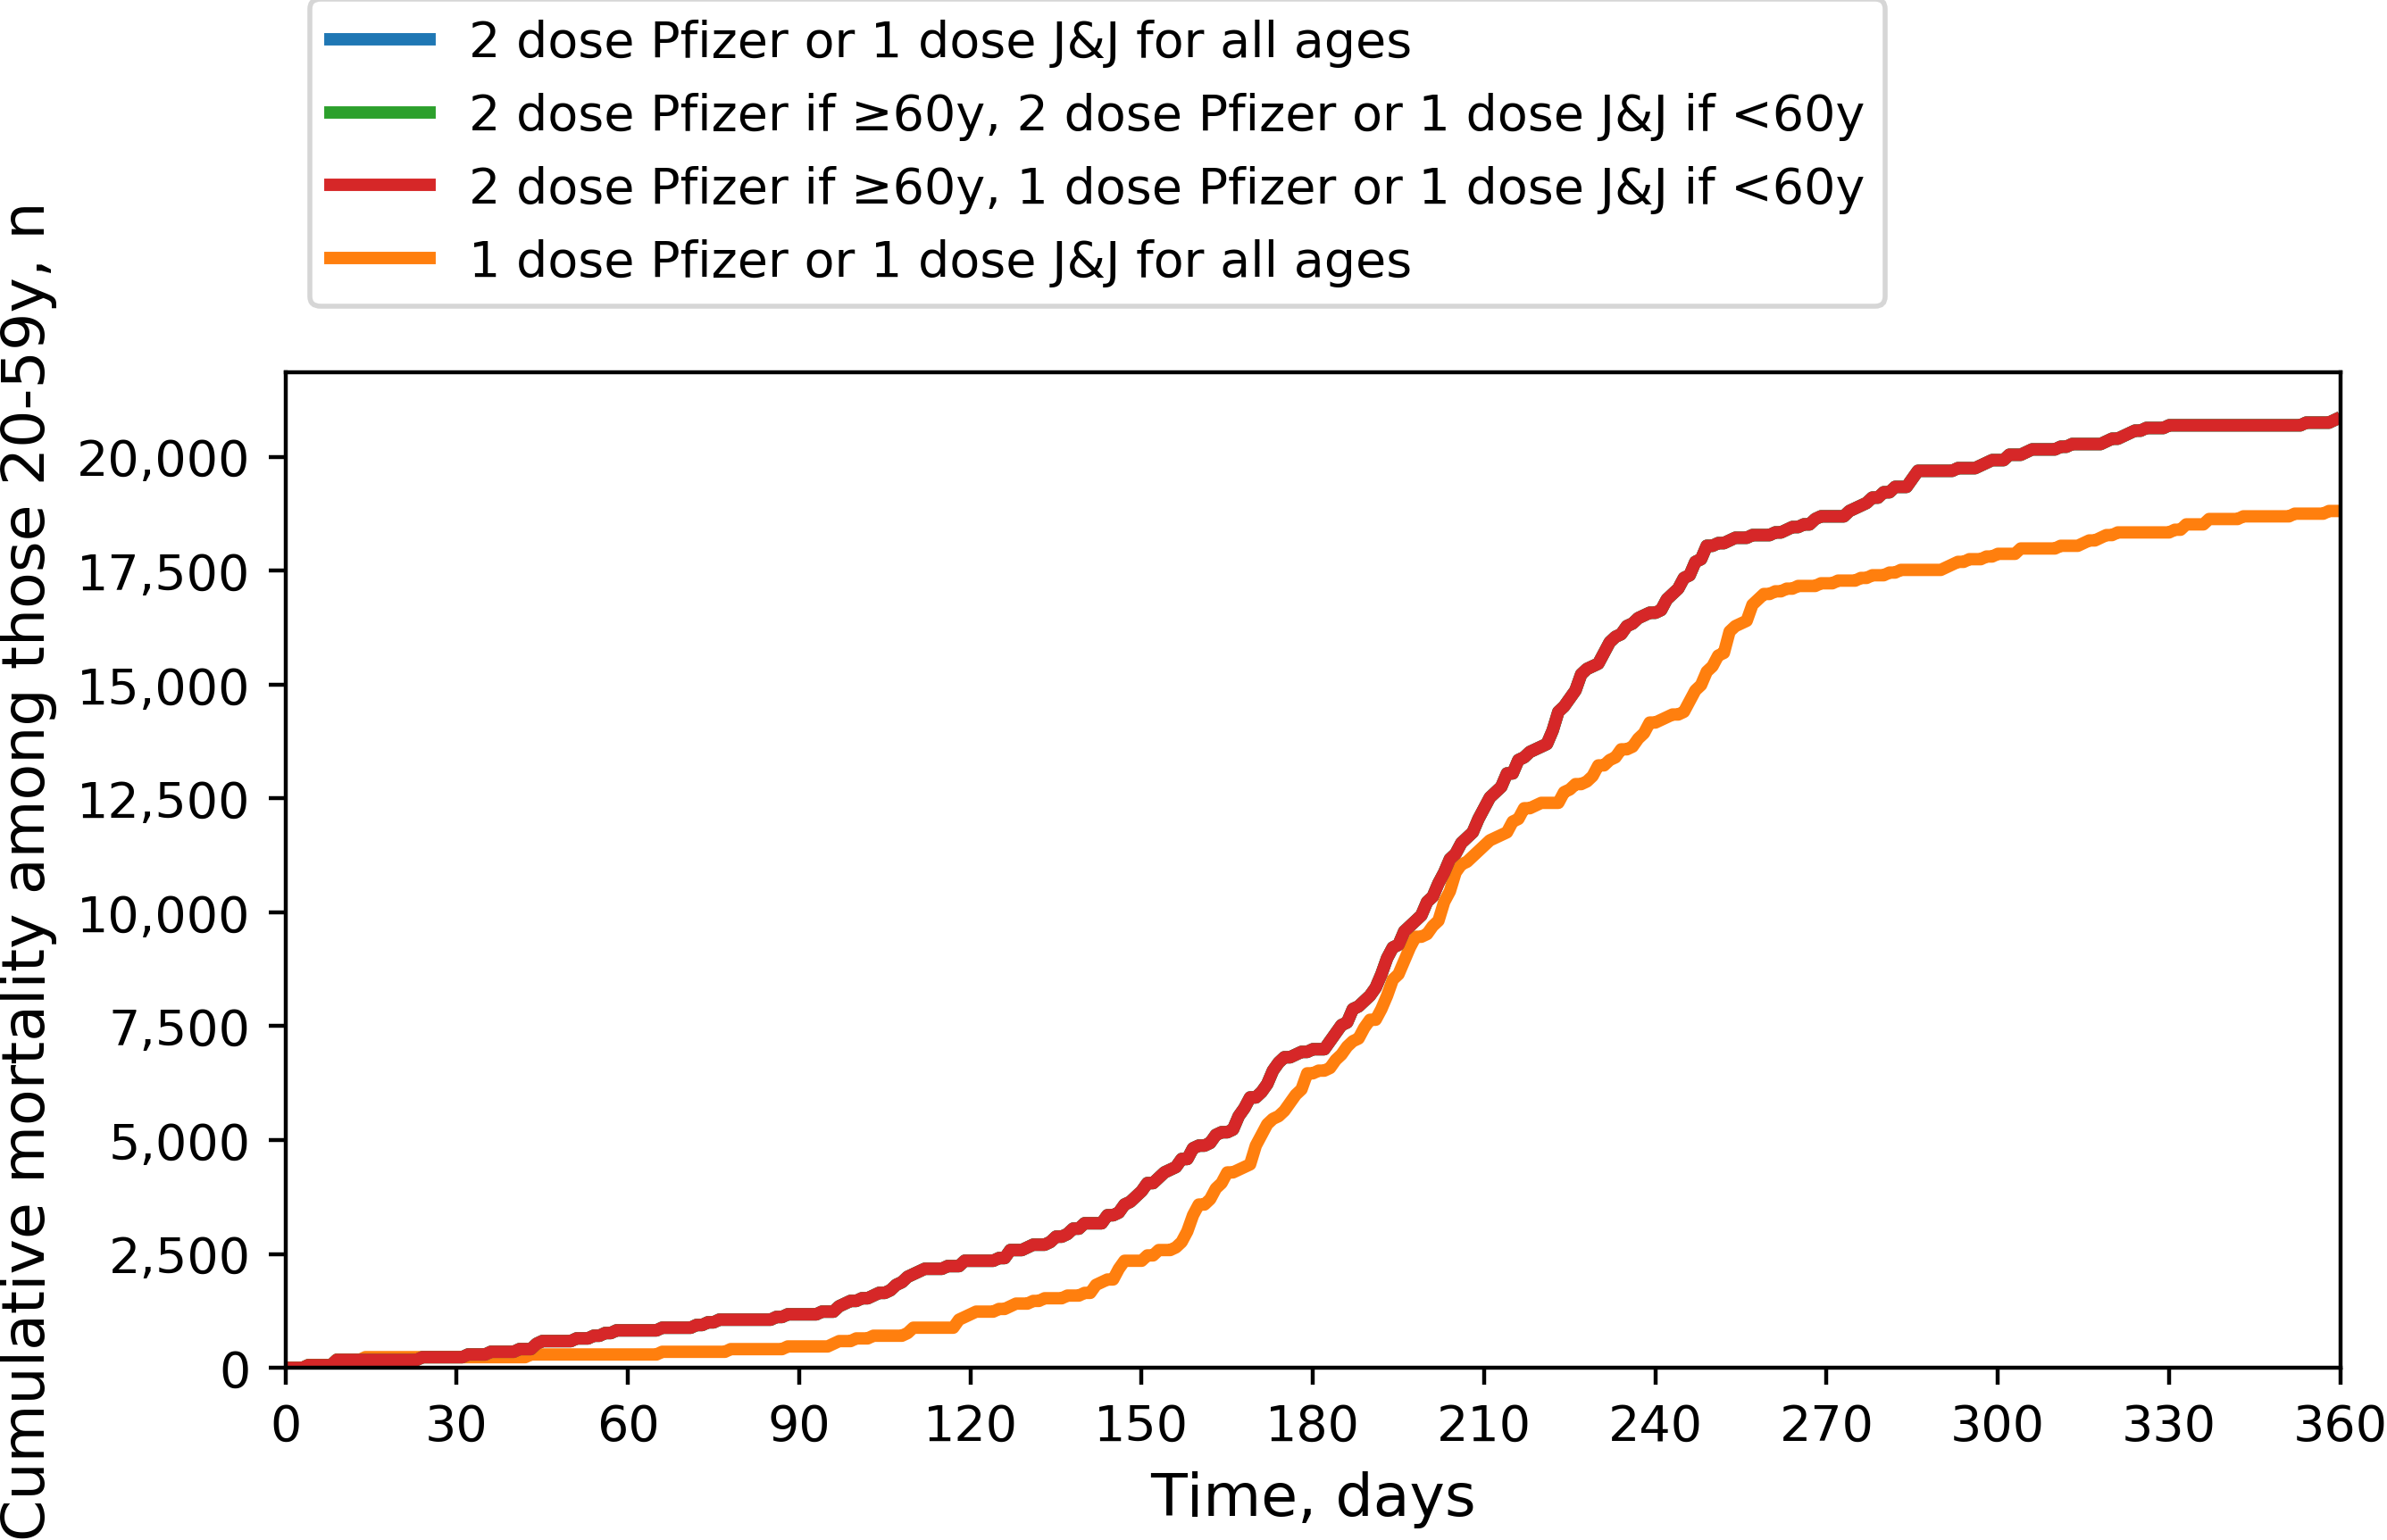 2 dose Pfizer or 1 dose J&J for all ages
2 dose Pfizer if ≥60y, 2 dose Pfizer or 1 dose J&J if <60y
2 dose Pfizer if ≥60y, 1 dose Pfizer or 1 dose J&J if <60y
1 dose Pfizer or 1 dose J&J for all ages
Cumulative mortality among those 20-59y, n
20,000
17,500
15,000
12,500
10,000
7,500
5,000
2,500
0
0 30 60 90 120 150 180 210 240 270 300 330 360
Time, days